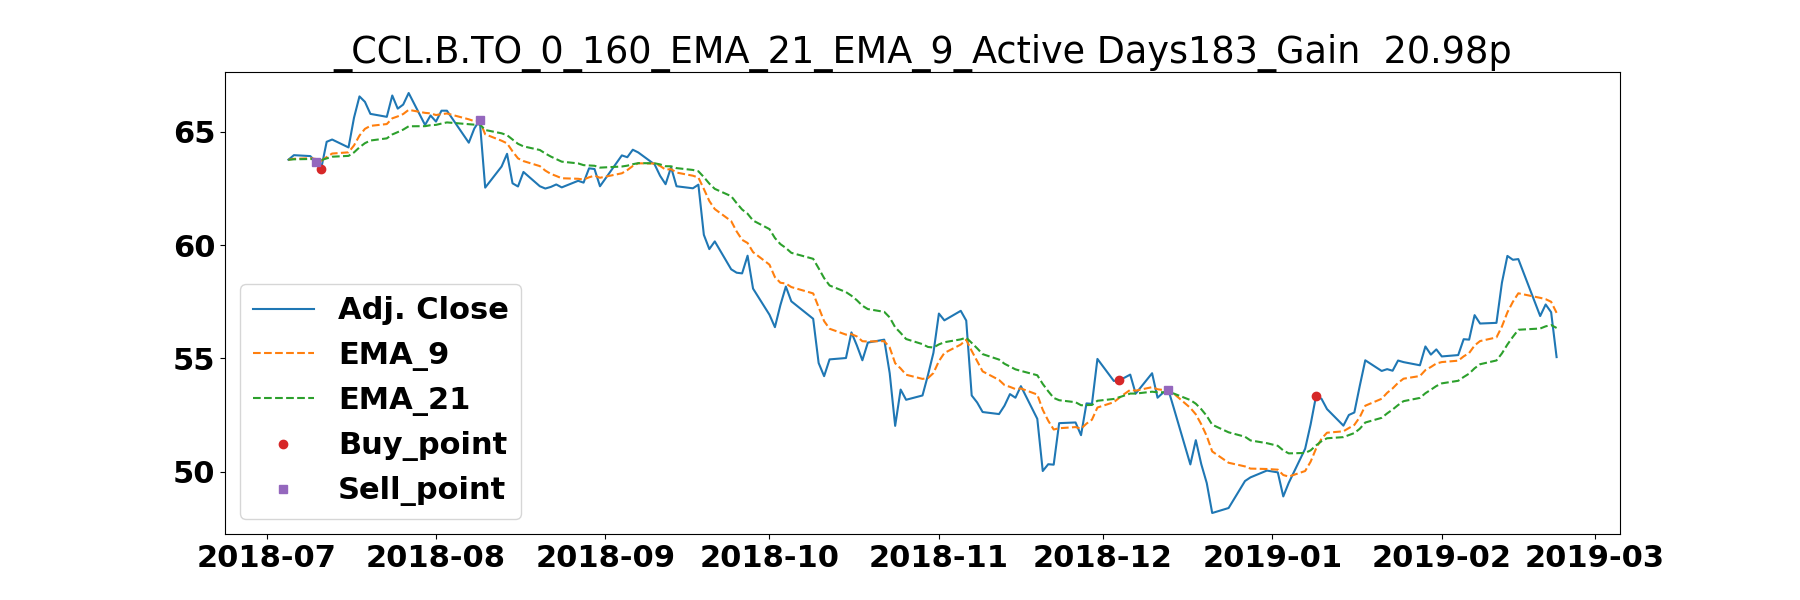 _CCL.B.TO_0_160_EMA_21_EMA_9_Active Days183_Gain  20.98p
65
60
55
50
Adj. Close
EMA_9
EMA_21
Buy_point
Sell_point
2018-07 2018-08 2018-09 2018-10 2018-11 2018-12 2019-01 2019-02 2019-03